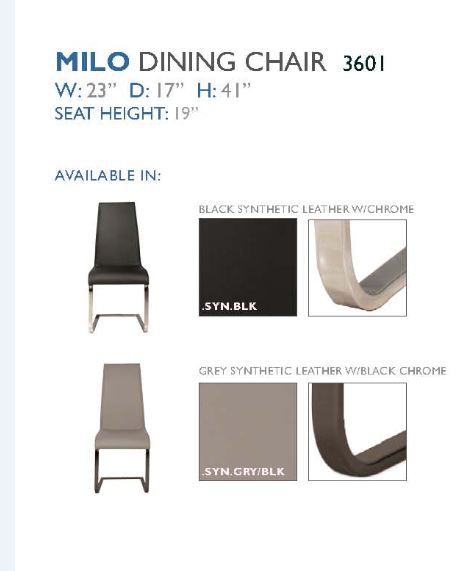 MILO DINING CHAIR 3601
W: 23” D: 17” H: 41”
SEAT HEIGHT: 19”
AVAILABLE IN:
BLACK SYNTHETIC LEATHER W/CHROME
.SYN.BLK
GREY SYNTHETIC LEATHER W/BLACK CHROME
.SYN.GRY/BLK